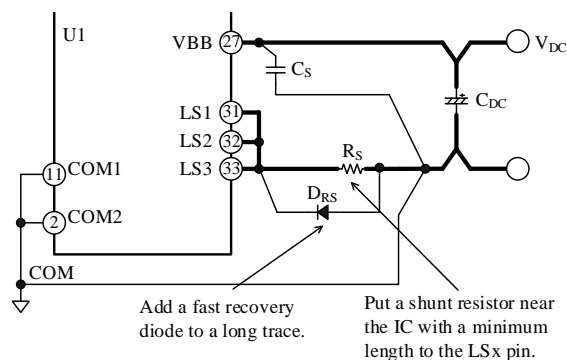 U1
VBB 27
V_DC
C_S
C_DC
LS1 31
LS2 32
LS3 33
R_S
11 COM1
D_RS
2 COM2
COM
Add a fast recovery
diode to a long trace.
Put a shunt resistor near
the IC with a minimum
length to the LSx pin.